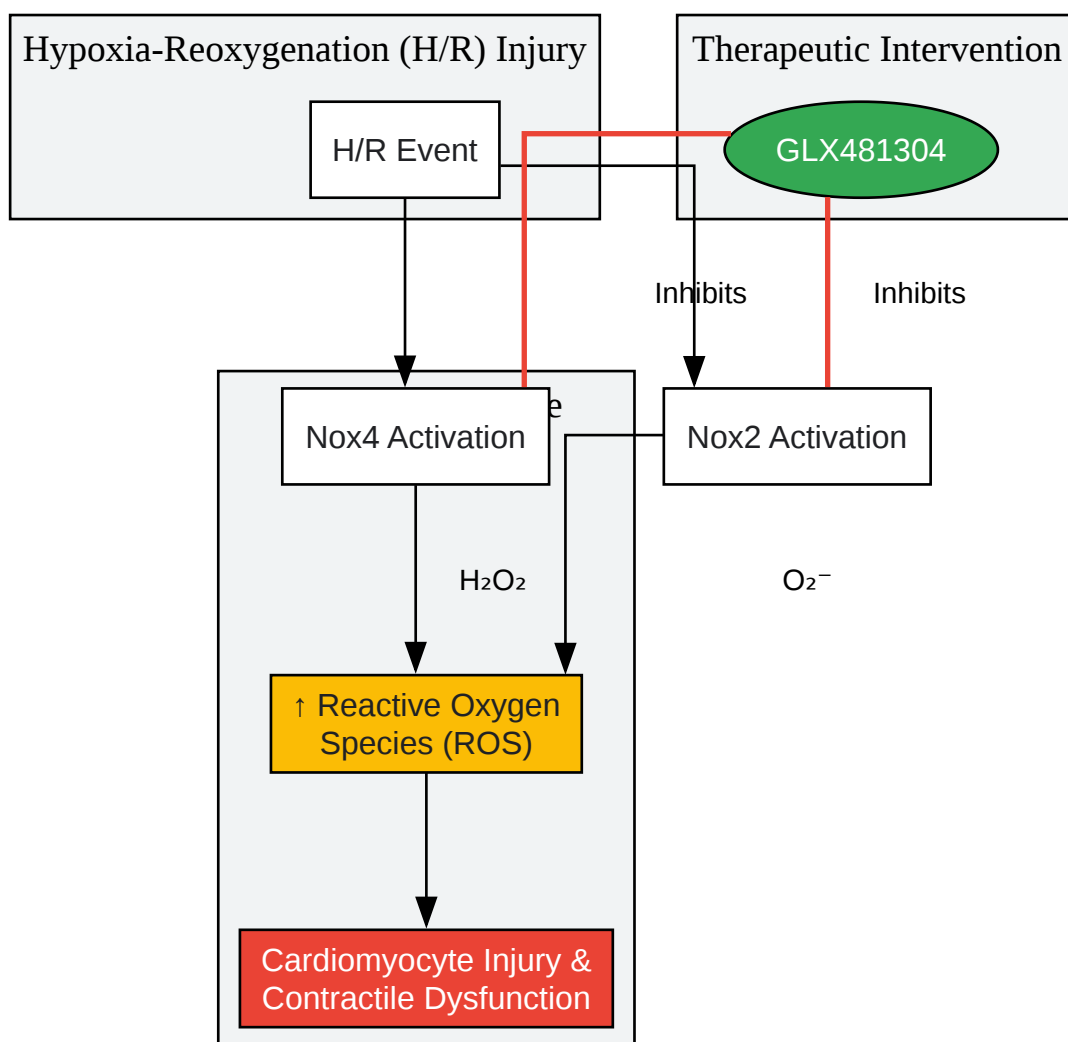 Hypoxia-Reoxygenation (H/R) Injury
Therapeutic Intervention
H/R Event
GLX481304
Inhibits
Inhibits
Nox4 Activation
Nox2 Activation
H₂O₂
O₂⁻
↑ Reactive Oxygen
Species (ROS)
Cardiomyocyte Injury &
Contractile Dysfunction